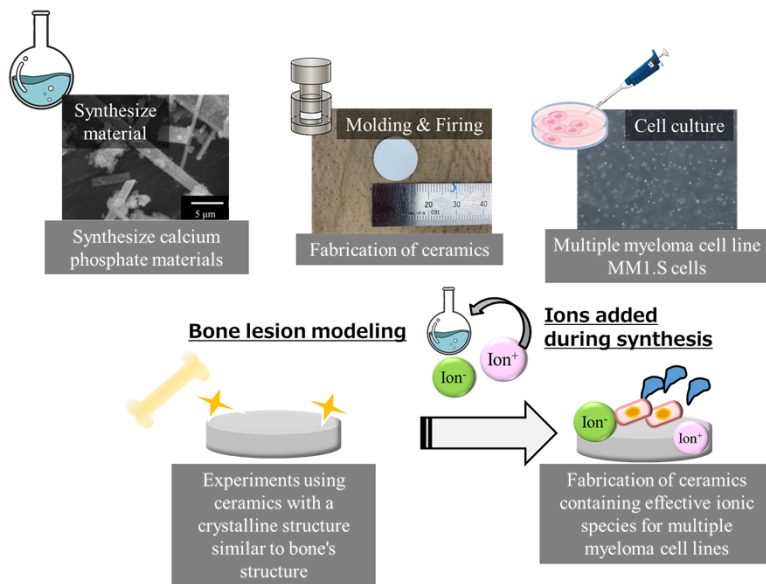 Synthesize
material
5 μm
Synthesize calcium
phosphate materials
Molding & Firing
20 30 40
Fabrication of ceramics
Cell culture
Multiple myeloma cell line
MM1.S cells
Bone lesion modeling
Ions added
during synthesis
Ion⁻
Ion⁺
Ion⁻
Ion⁺
Experiments using
ceramics with a
crystalline structure
similar to bone's
structure
Fabrication of ceramics
containing effective ionic
species for multiple
myeloma cell lines